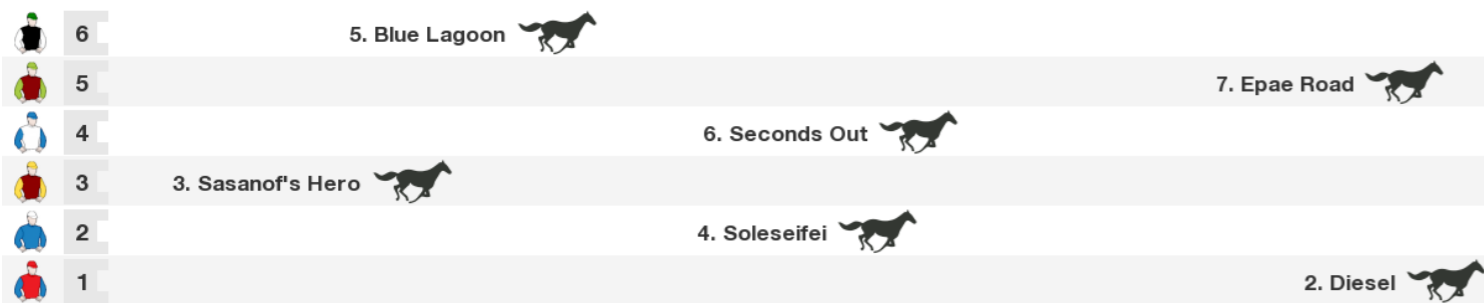 6 5. Blue Lagoon
5 7. Epae Road
4 6. Seconds Out
3 3. Sasanof's Hero
2 4. Soleseifei
1 2. Diesel